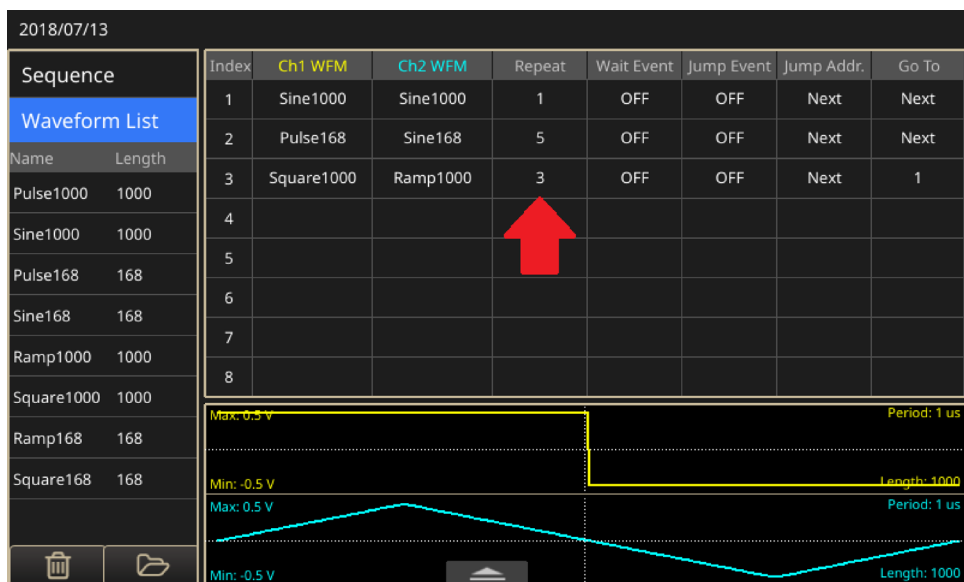 2018/07/13
Sequence
Waveform List
Name Length
Pulse1000 1000
Sine1000 1000
Pulse168 168
Sine168 168
Ramp1000 1000
Square1000 1000
Ramp168 168
Square168 168
Index Ch1 WFM Ch2 WFM Repeat Wait Event Jump Event Jump Addr. Go To
1 Sine1000 Sine1000 1 OFF OFF Next Next
2 Pulse168 Sine168 5 OFF OFF Next Next
3 Square1000 Ramp1000 3 OFF OFF Next 1
4
5
6
7
8
Max: 0.5 V Period: 1 us
Min: -0.5 V Length: 1000
Max: 0.5 V Period: 1 us
Min: -0.5 V Length: 1000